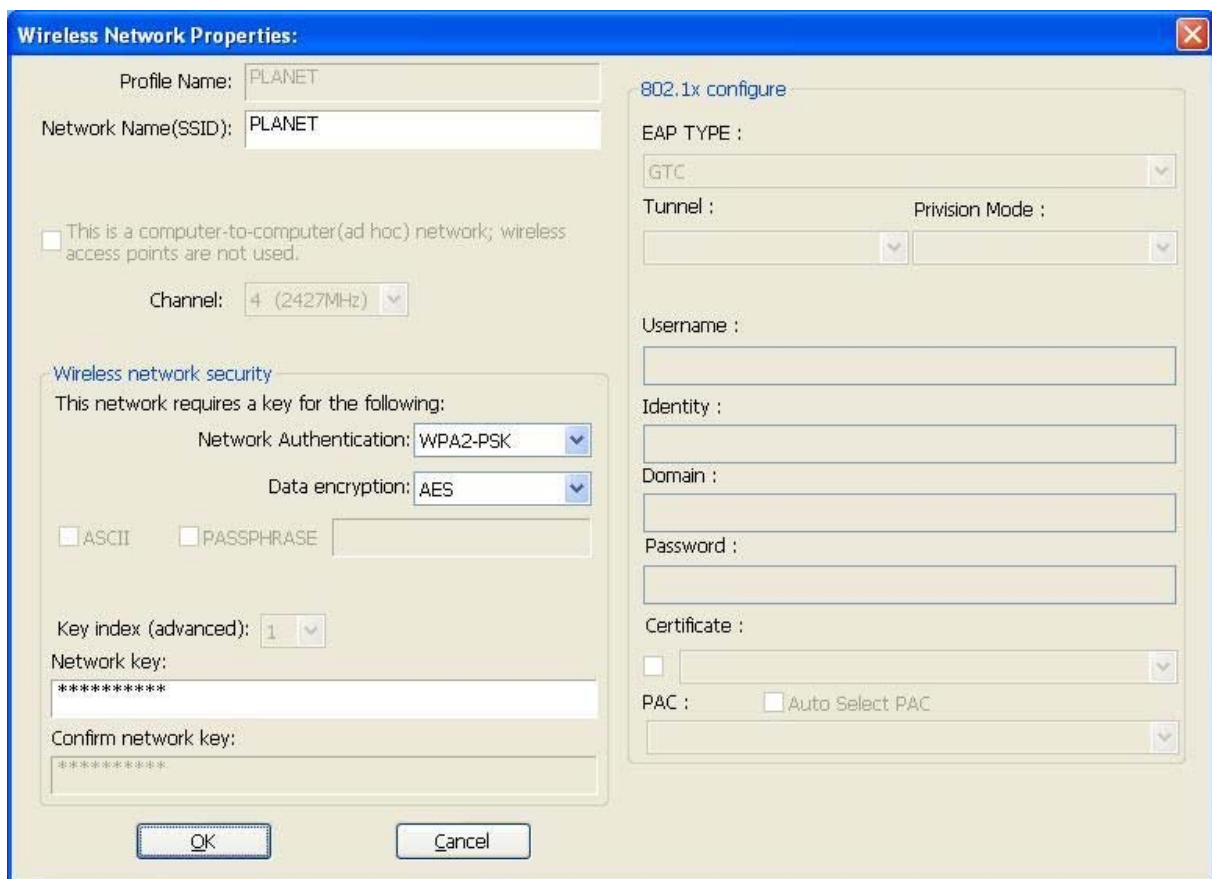 Wireless Network Properties:
Profile Name: PLANET
Network Name(SSID): PLANET
This is a computer-to-computer(ad hoc) network; wireless
access points are not used.
Channel: 4 (2427MHz)
Wireless network security
This network requires a key for the following:
Network Authentication: WPA2-PSK
Data encryption: AES
ASCII PASSPHRASE
Key index (advanced): 1
Network key:
**********
Confirm network key:
**********
OK Cancel
802.1x configure
EAP TYPE :
GTC
Tunnel : Privision Mode :
Username :
Identity :
Domain :
Password :
Certificate :
PAC : Auto Select PAC